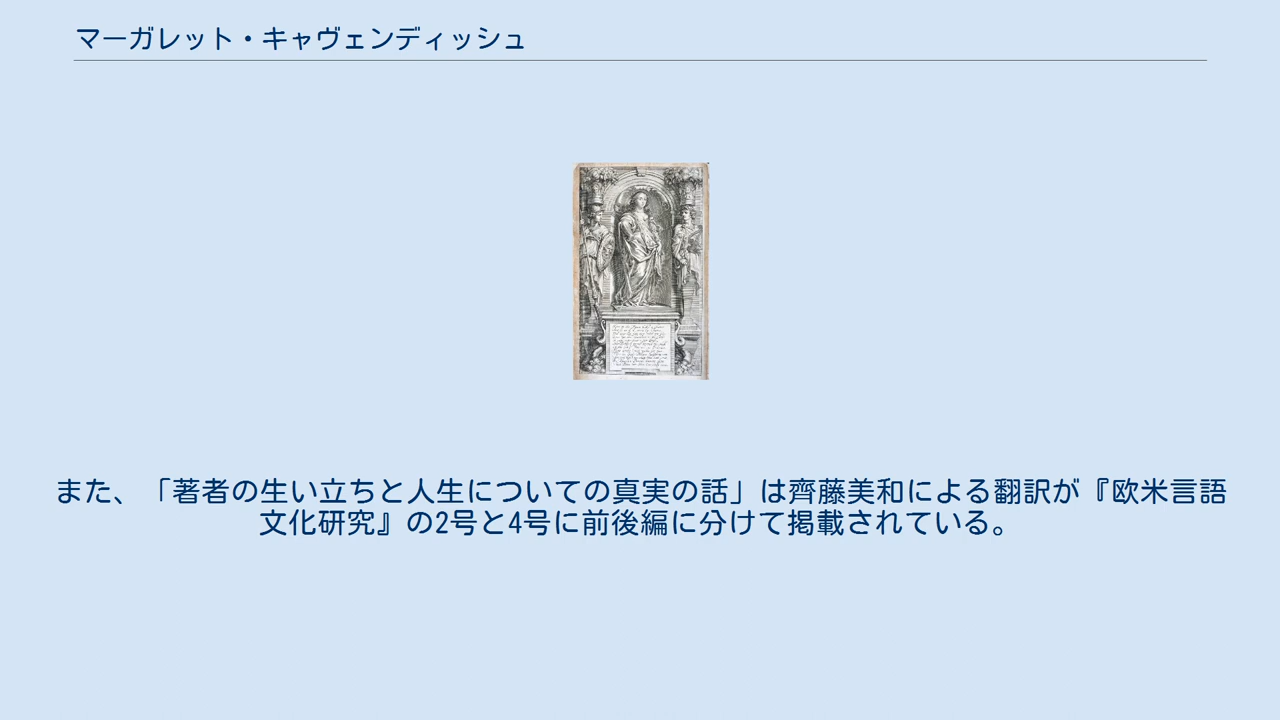 マーガレット・キャヴェンディッシュ
また、「著者の生い立ちと人生についての真実の話」は齊藤美和による翻訳が『欧米言語
文化研究』の2号と4号に前後編に分けて掲載されている。